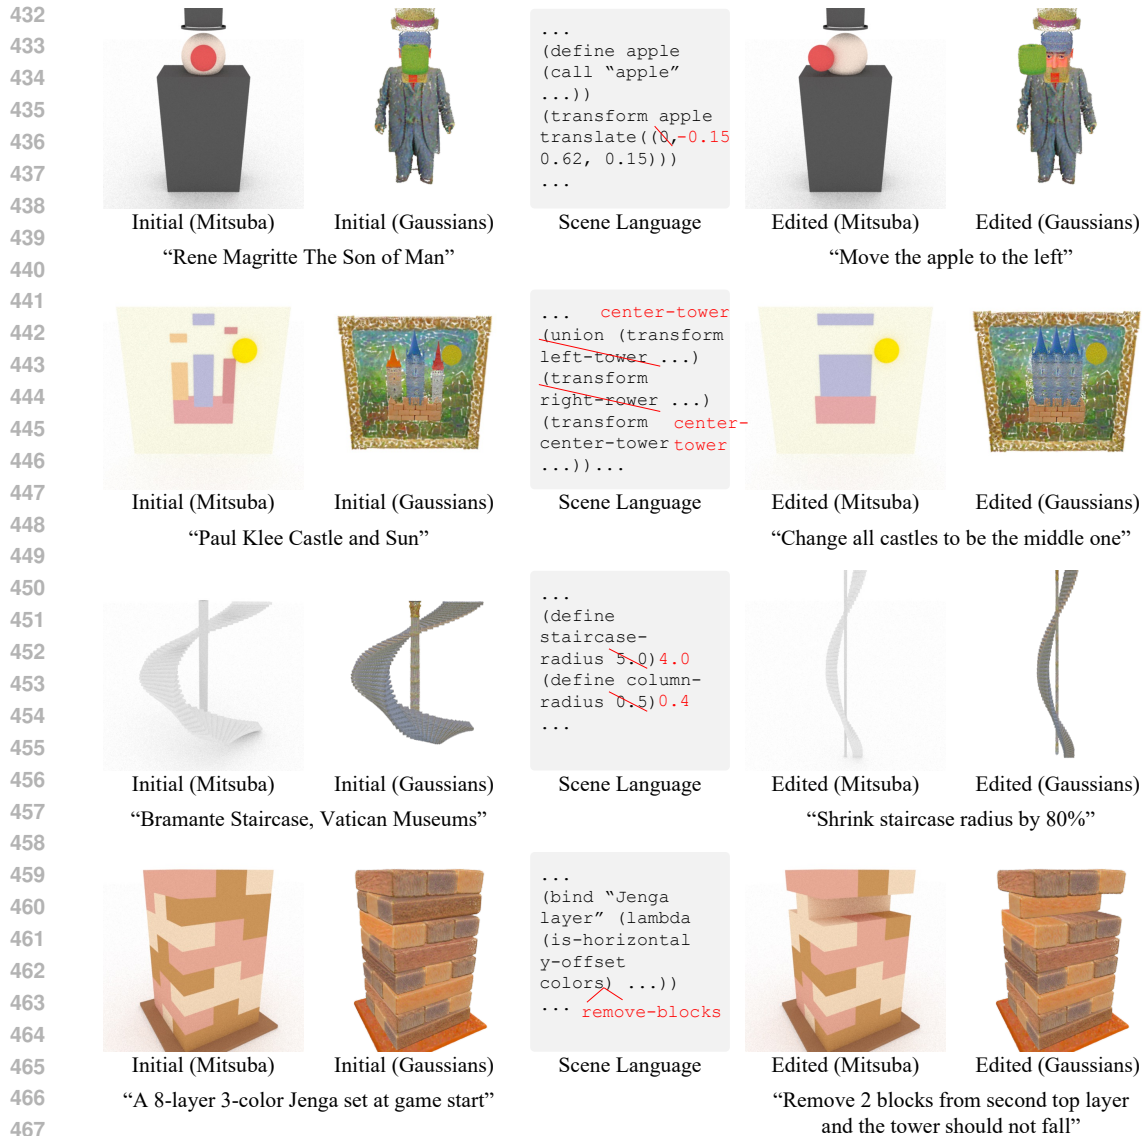 432
433
434
435
436
437
438
439
440
441
442
443
444
445
446
447
448
449
450
451
452
453
454
455
456
457
458
459
460
461
462
463
464
465
466
467
...
(define apple
(call “apple”
...))
(transform apple
translate((0,-0.15
0.62, 0.15)))
...
Initial (Mitsuba) Initial (Gaussians) Scene Language Edited (Mitsuba) Edited (Gaussians)
“Rene Magritte The Son of Man” “Move the apple to the left”
... center-tower
(union (transform
left-tower ...)
(transform
right-rower ...)
(transform center-
center-tower tower
...))...
Initial (Mitsuba) Initial (Gaussians) Scene Language Edited (Mitsuba) Edited (Gaussians)
“Paul Klee Castle and Sun” “Change all castles to be the middle one”
...
(define
staircase-
radius 5.0)4.0
(define column-
radius 0.5)0.4
...
Initial (Mitsuba) Initial (Gaussians) Scene Language Edited (Mitsuba) Edited (Gaussians)
“Bramante Staircase, Vatican Museums” “Shrink staircase radius by 80%”
...
(bind “Jenga
layer” (lambda
(is-horizontal
y-offset
colors) ...))
... remove-blocks
Initial (Mitsuba) Initial (Gaussians) Scene Language Edited (Mitsuba) Edited (Gaussians)
“A 8-layer 3-color Jenga set at game start” “Remove 2 blocks from second top layer
and the tower should not fall”